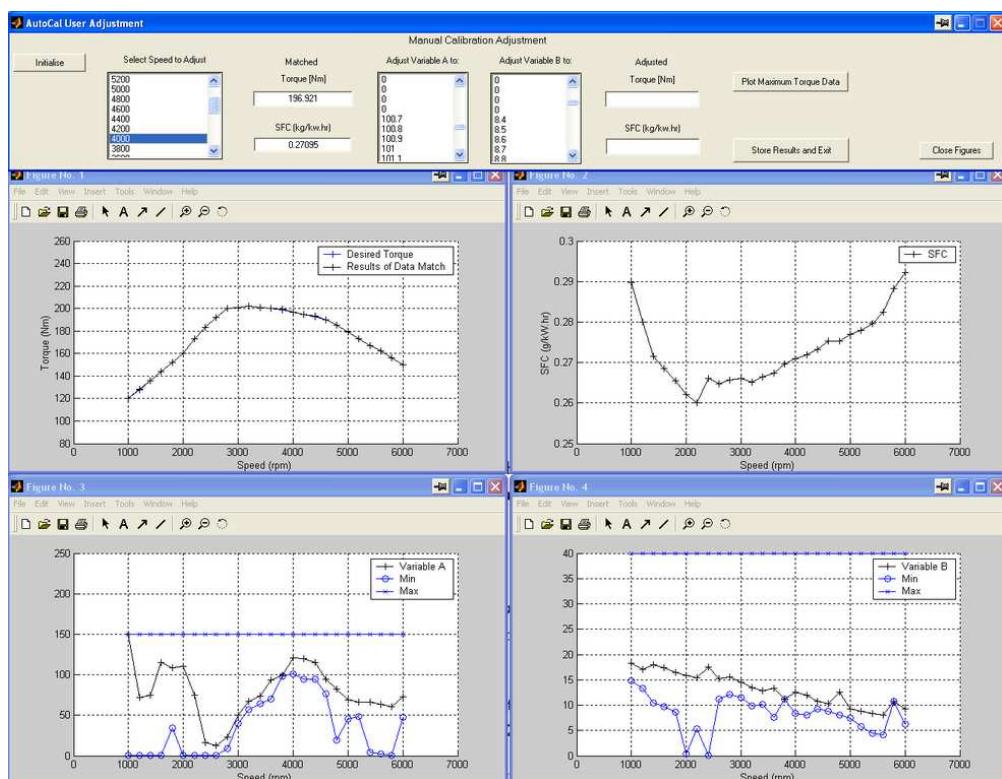 AutoCal User Adjustment
Manual Calibration Adjustment
Initialise
Select Speed to Adjust
5200
5000
4800
4600
4400
4200
4000
3800
Matched
Torque [Nm]
196.921
SFC (kg/kw.hr)
0.27095
Adjust Variable A to:
0
0
0
0
100.7
100.8
100.9
101
101.1
Adjust Variable B to:
0
0
0
0
8.4
8.5
8.6
8.7
8.8
Adjusted
Torque [Nm]
SFC (kg/kw.hr)
Plot Maximum Torque Data
Store Results and Exit
Close Figures
Figure No. 1
File Edit View Insert Tools Window Help
A
260
240
220
200
180
160
140
120
100
80
Torque (Nm)
Desired Torque
Results of Data Match
0 1000 2000 3000 4000 5000 6000 7000
Speed (rpm)
Figure No. 2
File Edit View Insert Tools Window Help
A
0.3
0.29
0.28
0.27
0.26
0.25
SFC (g/kW.hr)
SFC
0 1000 2000 3000 4000 5000 6000 7000
Speed (rpm)
Figure No. 3
File Edit View Insert Tools Window Help
A
250
200
150
100
50
0
Variable A
Min
Max
0 1000 2000 3000 4000 5000 6000 7000
Speed (rpm)
Figure No. 4
File Edit View Insert Tools Window Help
A
40
35
30
25
20
15
10
5
0
Variable B
Min
Max
0 1000 2000 3000 4000 5000 6000 7000
Speed (rpm)